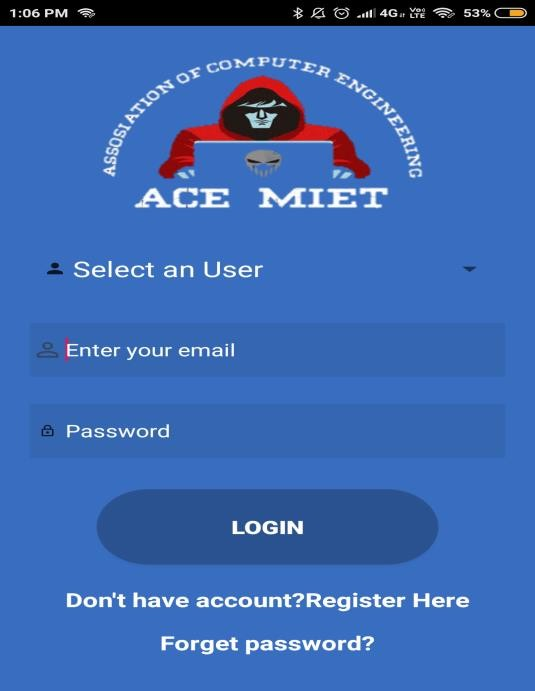 1:06 PM 4G Vo) LTE 53%
ASSOSIATION OF COMPUTER ENGINEERING
ACE MIET
Select an User
Enter your email
Password
LOGIN
Don't have account?Register Here
Forget password?